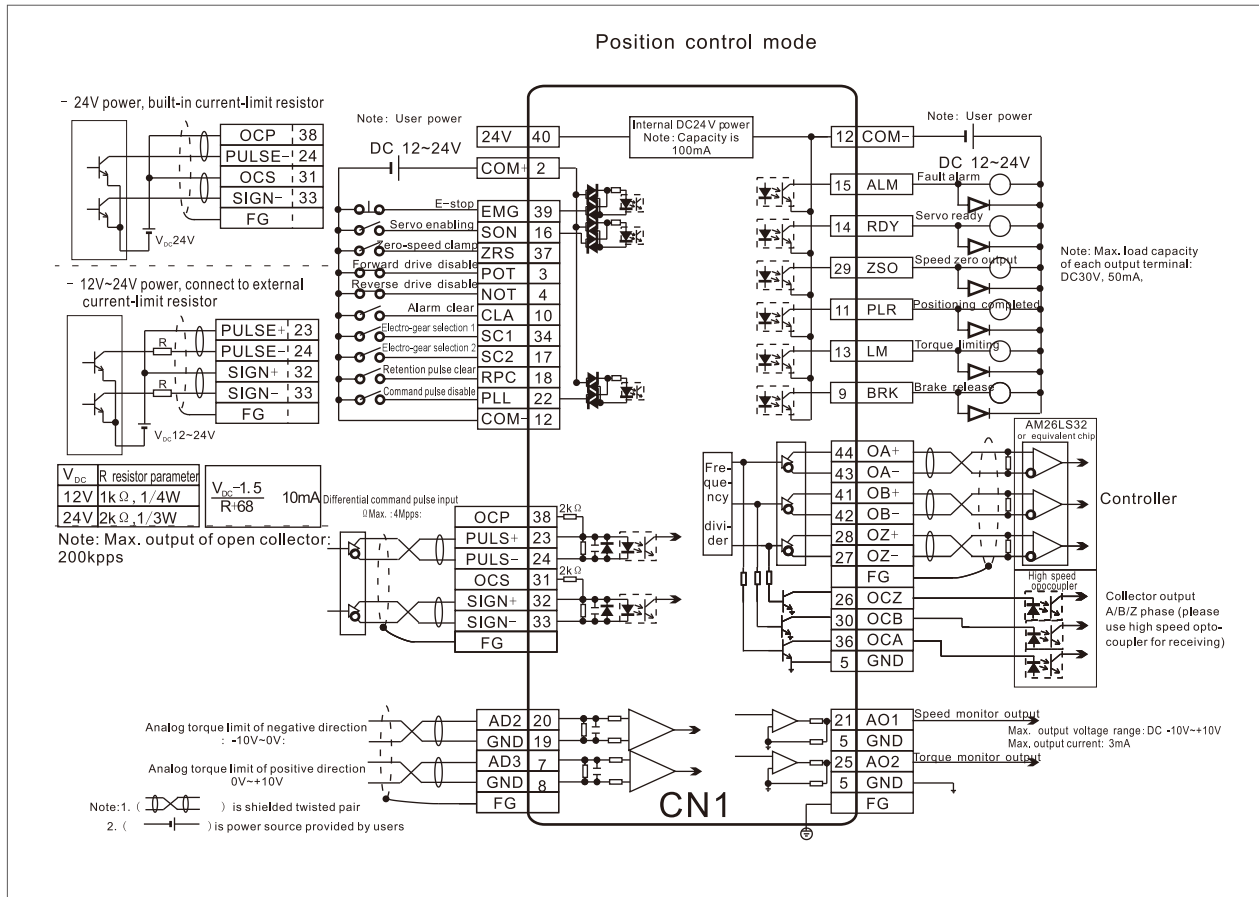 Position control mode
- 24V power, built-in current-limit resistor
OCP 38
PULSE- 24
OCS 31
SIGN- 33
FG
VDC24V
- 12V~24V power, connect to external
current-limit resistor
R
R
PULSE+ 23
PULSE- 24
SIGN+ 32
SIGN- 33
FG
VDC12~24V
VDC R resistor parameter
12V 1kΩ, 1/4W
24V 2kΩ, 1/3W
VDC-1.5
R+68
10mA
Note: Max. output of open collector:
200kpps
Note: User power
DC 12~24V
24V 40
COM+ 2
E-stop EMG 39
Servo enabling SON 16
Zero-speed clamp ZRS 37
Forward drive disable POT 3
Reverse drive disable NOT 4
Alarm clear CLA 10
Electro-gear selection 1 SC1 34
Electro-gear selection 2 SC2 17
Retention pulse clear RPC 18
Command pulse disable PLL 22
COM- 12
Internal DC24V power
Note: Capacity is
100mA
Differential command pulse input
ΩMax. :4Mpps:
OCP 38 2kΩ
PULS+ 23
PULS- 24
OCS 31 2kΩ
SIGN+ 32
SIGN- 33
FG
Analog torque limit of negative direction
: -10V~0V:
AD2 20
GND 19
Analog torque limit of positive direction
0V~+10V
AD3 7
GND 8
FG
Note:1. ( ) is shielded twisted pair
2. ( ) is power source provided by users
CN1
12 COM-
Note: User power
DC 12~24V
15 ALM Fault alarm
14 RDY Servo ready
29 ZSO Speed zero output
11 PLR Positioning completed
13 LM Torque limiting
9 BRK Brake release
Note: Max. load capacity
of each output terminal:
DC30V, 50mA,
Fre-
quency
divi-
der
44 OA+
43 OA-
41 OB+
42 OB-
28 OZ+
27 OZ-
FG
26 OCZ
30 OCB
36 OCA
5 GND
AM26LS32
or equivalent chip
Controller
High speed
opocoupler
Collector output
A/B/Z phase (please
use high speed opto-
coupler for receiving)
21 AO1 Speed monitor output
5 GND
Max. output voltage range: DC -10V~+10V
Max, output current: 3mA
25 AO2 Torque monitor output
5 GND
FG